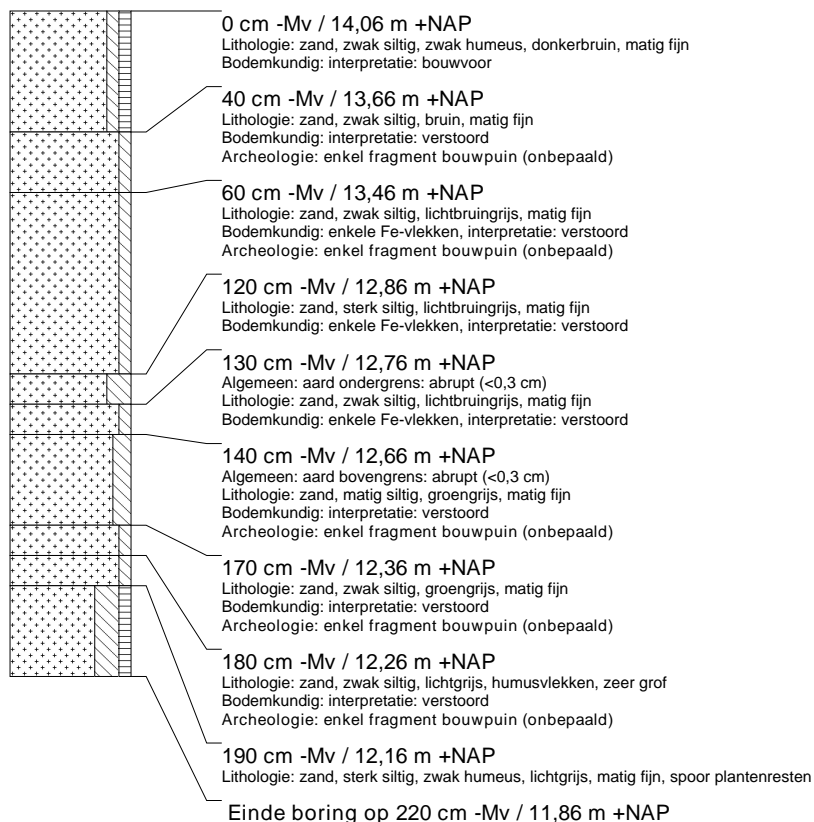 0 cm -Mv / 14,06 m +NAP
Lithologie: zand, zwak siltig, zwak humeus, donkerbruin, matig fijn
Bodemkundig: interpretatie: bouwvoor
40 cm -Mv / 13,66 m +NAP
Lithologie: zand, zwak siltig, bruin, matig fijn
Bodemkundig: interpretatie: verstoord
Archeologie: enkel fragment bouwpuin (onbepaald)
60 cm -Mv / 13,46 m +NAP
Lithologie: zand, zwak siltig, lichtbruingrijs, matig fijn
Bodemkundig: enkele Fe-vlekken, interpretatie: verstoord
Archeologie: enkel fragment bouwpuin (onbepaald)
120 cm -Mv / 12,86 m +NAP
Lithologie: zand, sterk siltig, lichtbruingrijs, matig fijn
Bodemkundig: enkele Fe-vlekken, interpretatie: verstoord
130 cm -Mv / 12,76 m +NAP
Algemeen: aard ondergrens: abrupt (<0,3 cm)
Lithologie: zand, zwak siltig, lichtbruingrijs, matig fijn
Bodemkundig: enkele Fe-vlekken, interpretatie: verstoord
140 cm -Mv / 12,66 m +NAP
Algemeen: aard bovengrens: abrupt (<0,3 cm)
Lithologie: zand, matig siltig, groengrijs, matig fijn
Bodemkundig: interpretatie: verstoord
Archeologie: enkel fragment bouwpuin (onbepaald)
170 cm -Mv / 12,36 m +NAP
Lithologie: zand, zwak siltig, groengrijs, matig fijn
Bodemkundig: interpretatie: verstoord
Archeologie: enkel fragment bouwpuin (onbepaald)
180 cm -Mv / 12,26 m +NAP
Lithologie: zand, zwak siltig, lichtgrijs, humusvlekken, zeer grof
Bodemkundig: interpretatie: verstoord
Archeologie: enkel fragment bouwpuin (onbepaald)
190 cm -Mv / 12,16 m +NAP
Lithologie: zand, sterk siltig, zwak humeus, lichtgrijs, matig fijn, spoor plantenresten
Einde boring op 220 cm -Mv / 11,86 m +NAP